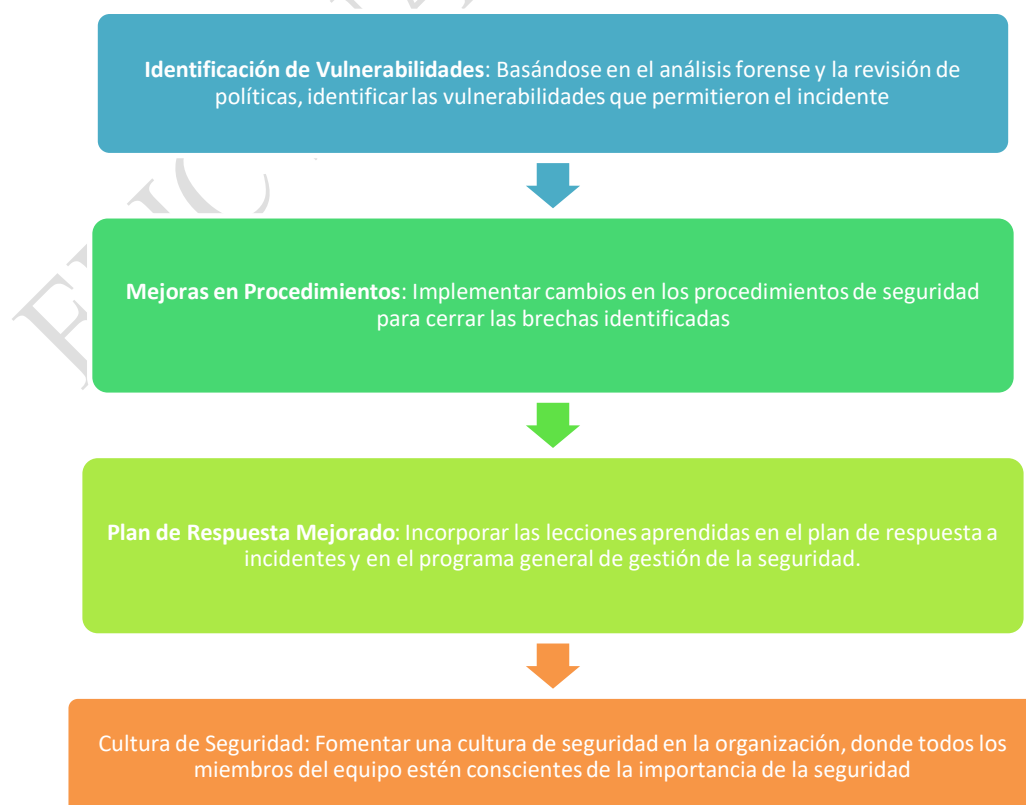 Identificación de Vulnerabilidades: Basándose en el análisis forense y la revisión de
políticas, identificar las vulnerabilidades que permitieron el incidente
Mejoras en Procedimientos: Implementar cambios en los procedimientos de seguridad
para cerrar las brechas identificadas
Plan de Respuesta Mejorado: Incorporar las lecciones aprendidas en el plan de respuesta a
incidentes y en el programa general de gestión de la seguridad.
Cultura de Seguridad: Fomentar una cultura de seguridad en la organización, donde todos los
miembros del equipo estén conscientes de la importancia de la seguridad